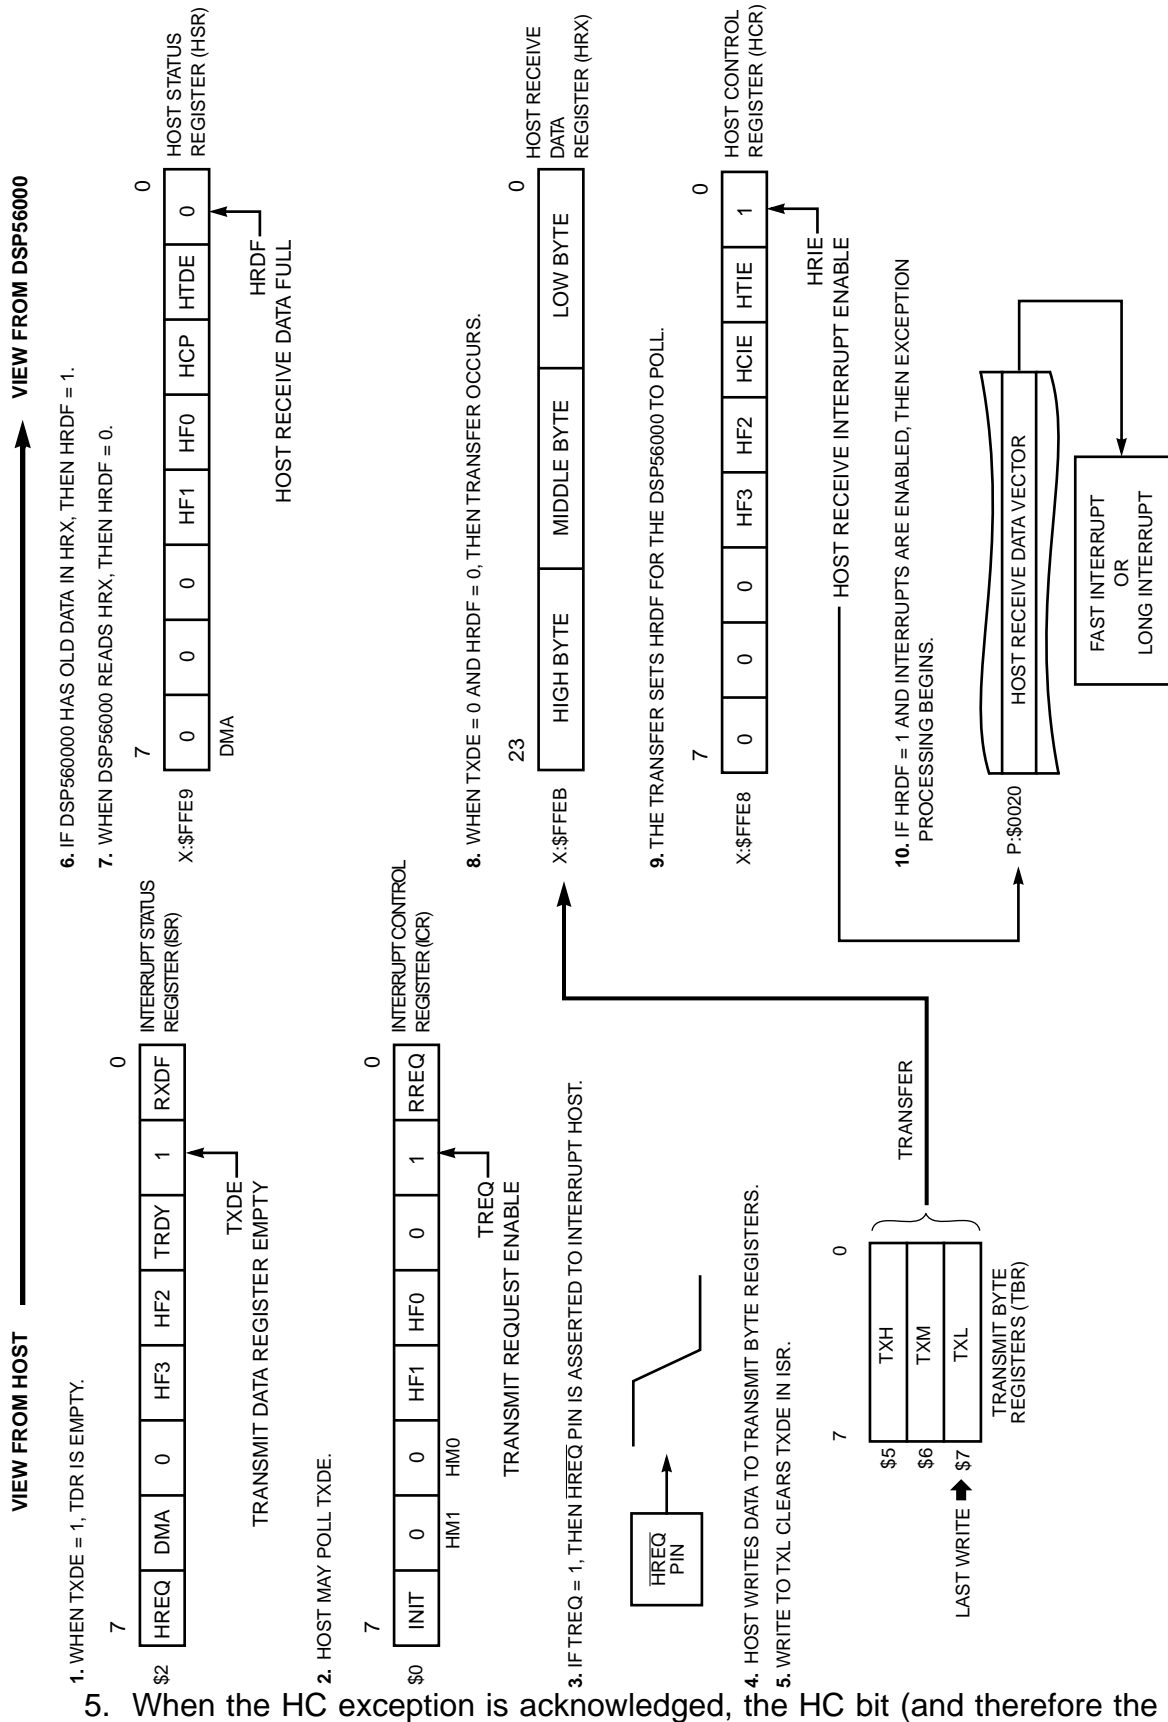 VIEW FROM HOST
VIEW FROM DSP56000
1. WHEN TXDE = 1, TDR IS EMPTY.
7
0
$2
HREQ DMA 0 HF3 HF2 TRDY 1 RXDF
INTERRUPT STATUS
REGISTER (ISR)
TXDE
TRANSMIT DATA REGISTER EMPTY
2. HOST MAY POLL TXDE.
7
0
$0
INIT 0 0 HF1 HF0 0 1 RREQ
INTERRUPT CONTROL
REGISTER (ICR)
HM1 HM0
TREQ
TRANSMIT REQUEST ENABLE
3. IF TREQ = 1, THEN HREQ PIN IS ASSERTED TO INTERRUPT HOST.
HREQ
PIN
4. HOST WRITES DATA TO TRANSMIT BYTE REGISTERS.
5. WRITE TO TXL CLEARS TXDE IN ISR.
7
0
$5 TXH
$6 TXM
LAST WRITE $7 TXL
TRANSMIT BYTE
REGISTERS (TBR)
TRANSFER
6. IF DSP560000 HAS OLD DATA IN HRX, THEN HRDF = 1.
7. WHEN DSP56000 READS HRX, THEN HRDF = 0.
7
0
X:$FFE9
0 0 0 HF1 HF0 HCP HTDE 0
HOST STATUS
REGISTER (HSR)
DMA
HRDF
HOST RECEIVE DATA FULL
8. WHEN TXDE = 0 AND HRDF = 0, THEN TRANSFER OCCURS.
23
0
X:$FFEB
HIGH BYTE MIDDLE BYTE LOW BYTE
HOST RECEIVE
DATA
REGISTER (HRX)
9. THE TRANSFER SETS HRDF FOR THE DSP56000 TO POLL.
7
0
X:$FFE8
0 0 0 HF3 HF2 HCIE HTIE 1
HOST CONTROL
REGISTER (HCR)
HRIE
HOST RECEIVE INTERRUPT ENABLE
10. IF HRDF = 1 AND INTERRUPTS ARE ENABLED, THEN EXCEPTION
PROCESSING BEGINS.
P:$0020
HOST RECEIVE DATA VECTOR
FAST INTERRUPT
OR
LONG INTERRUPT
5. When the HC exception is acknowledged, the HC bit (and therefore the